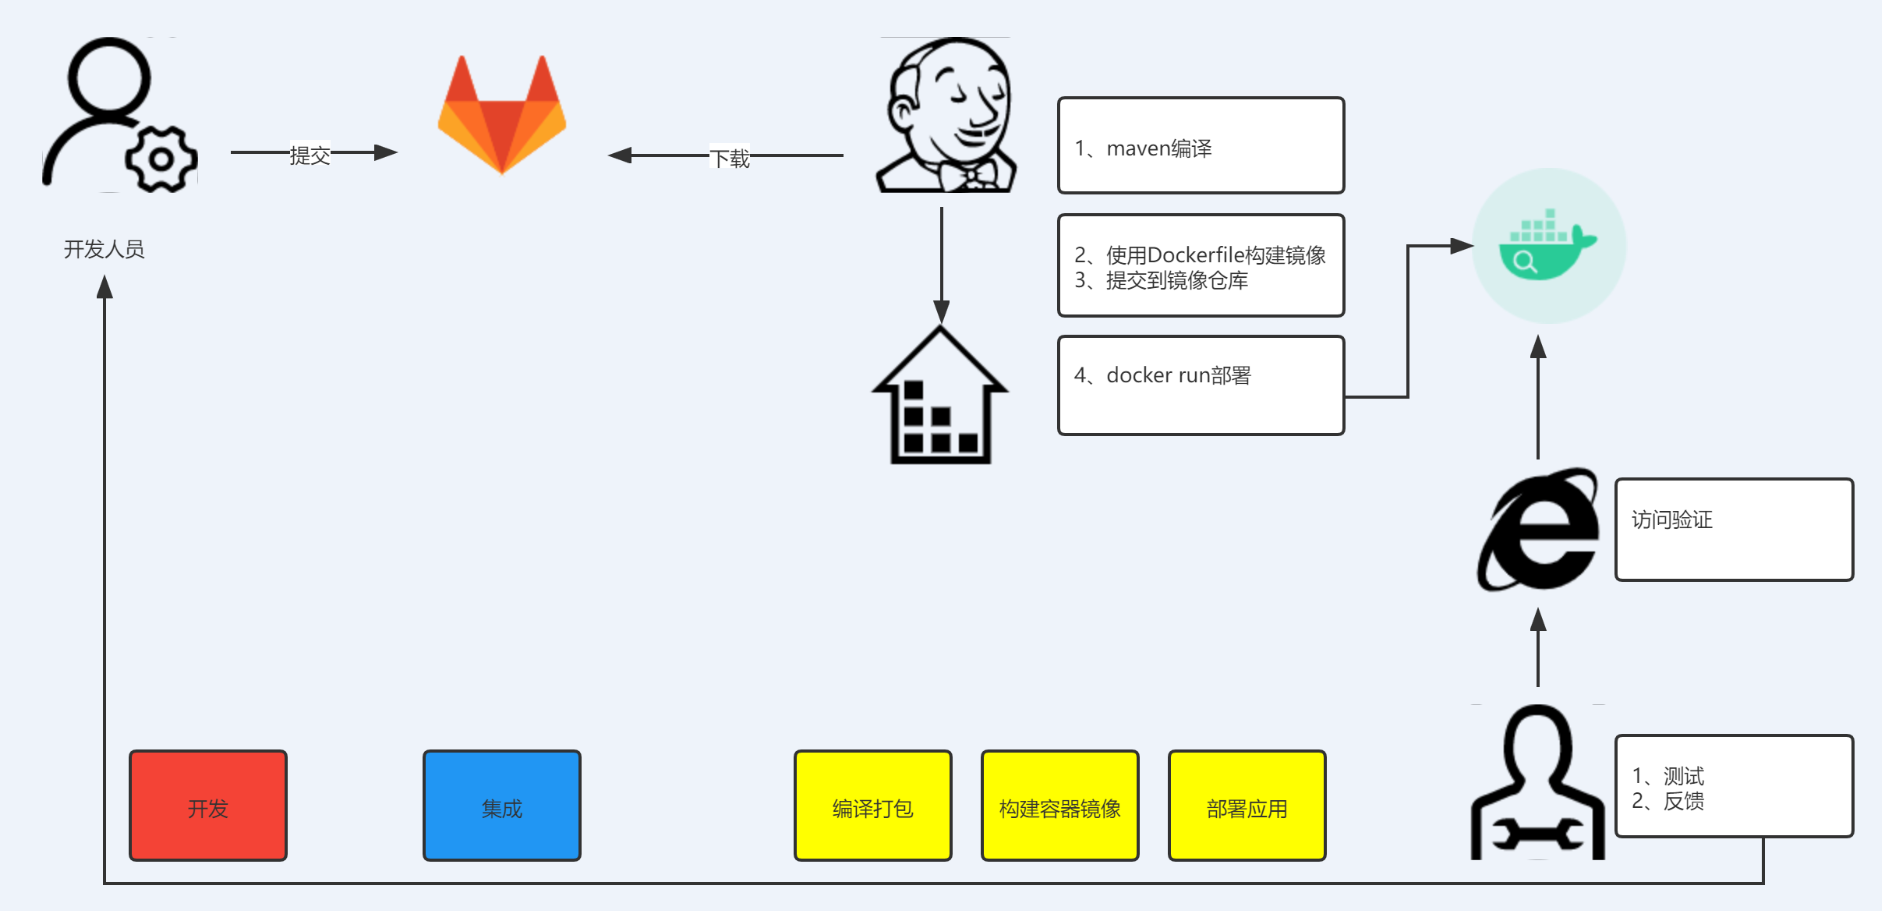 提交
下载
开发人员
1、maven编译
2、使用Dockerfile构建镜像
3、提交到镜像仓库
4、docker run部署
访问验证
1、测试
2、反馈
开发
集成
编译打包
构建容器镜像
部署应用